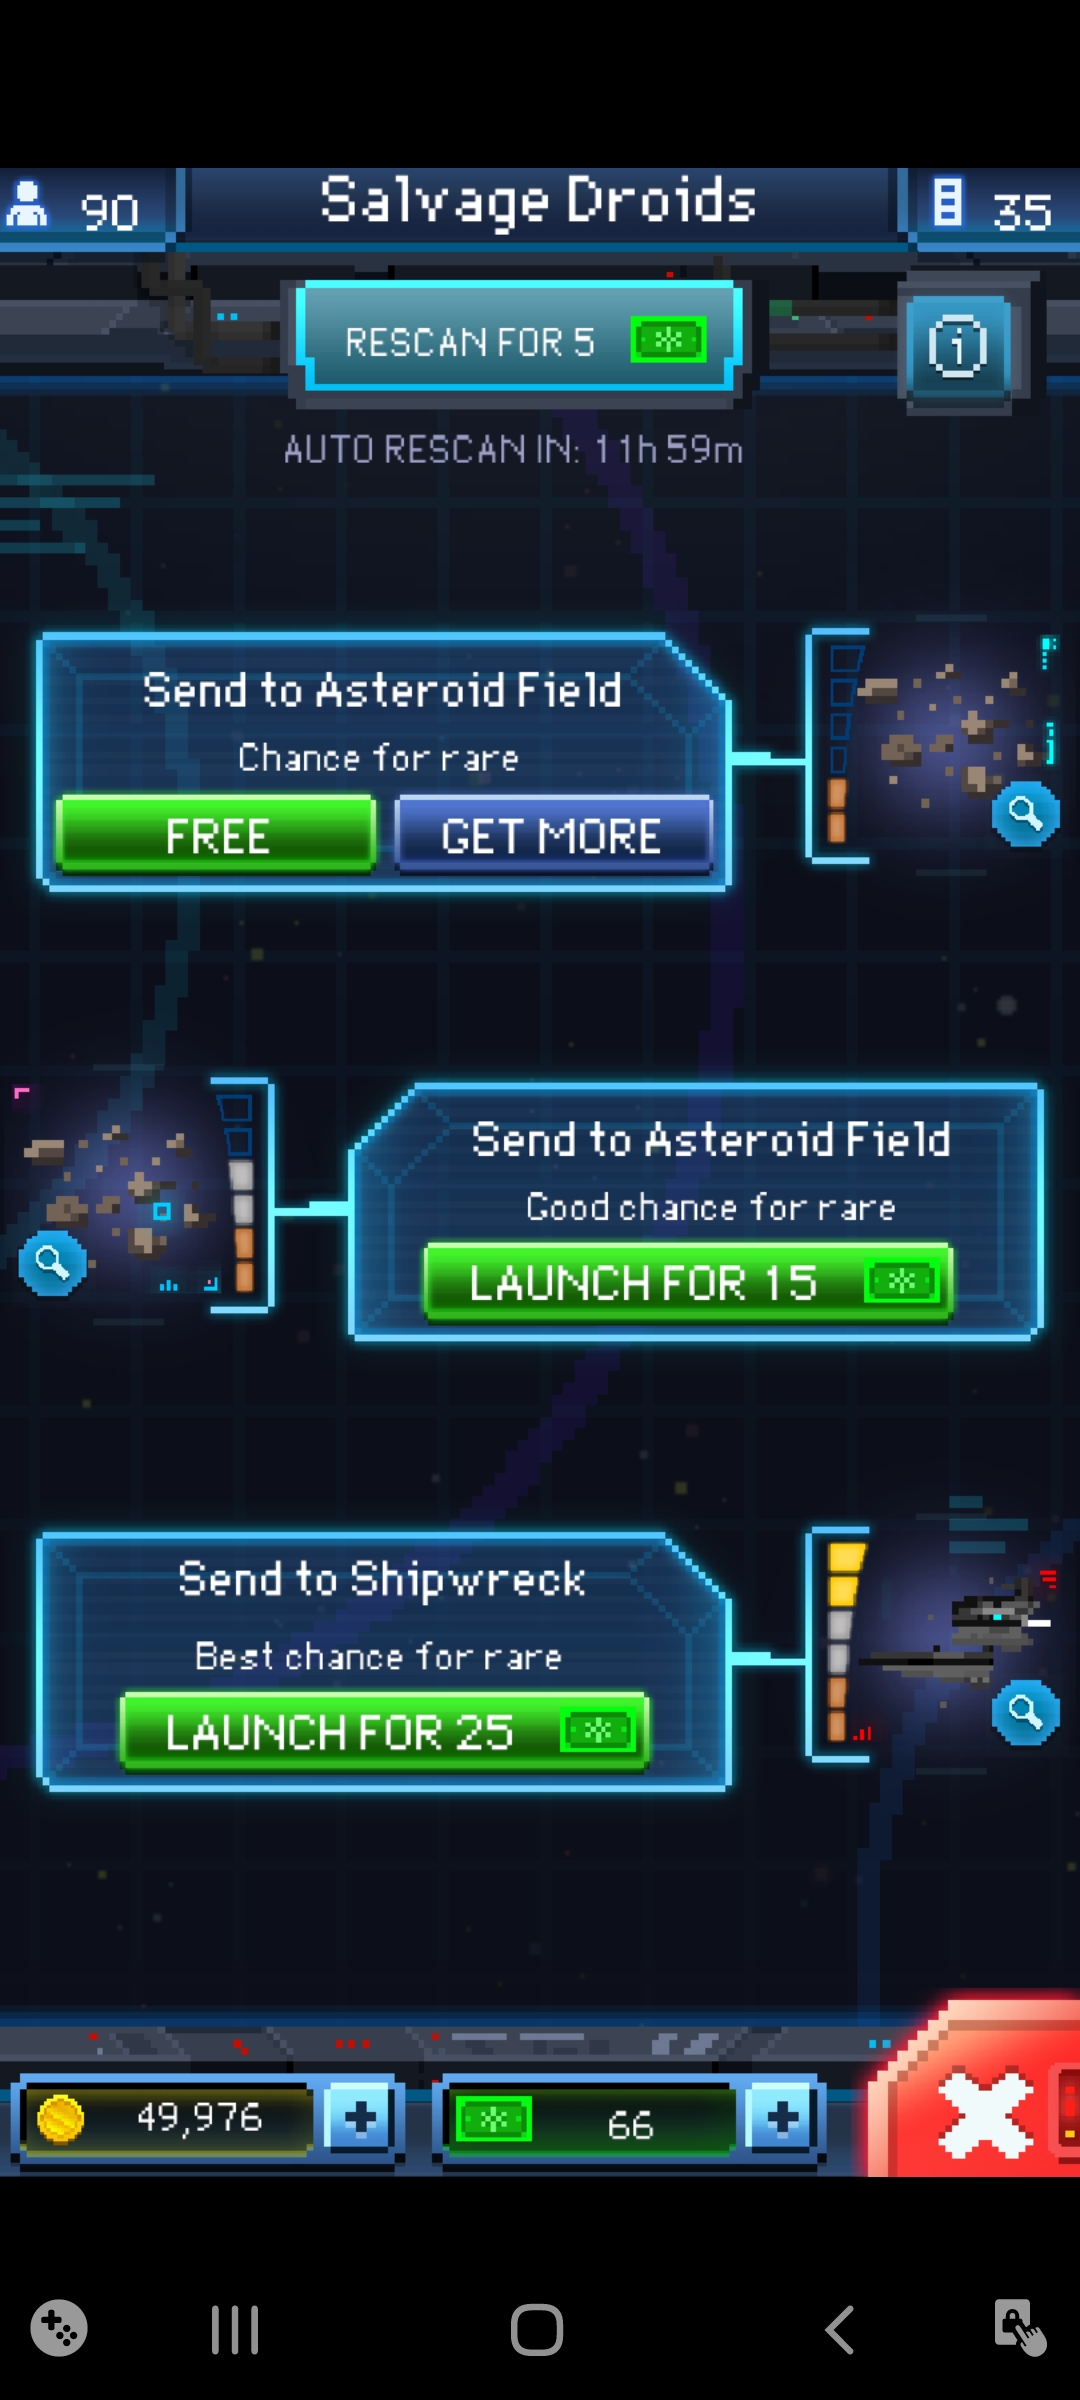 90
Salvage Droids
35
RESCAN FOR 5
i
AUTO RESCAN IN: 11h 59m
Send to Asteroid Field
Chance for rare
FREE
GET MORE
Send to Asteroid Field
Good chance for rare
LAUNCH FOR 15
Send to Shipwreck
Best chance for rare
LAUNCH FOR 25
49,976
66